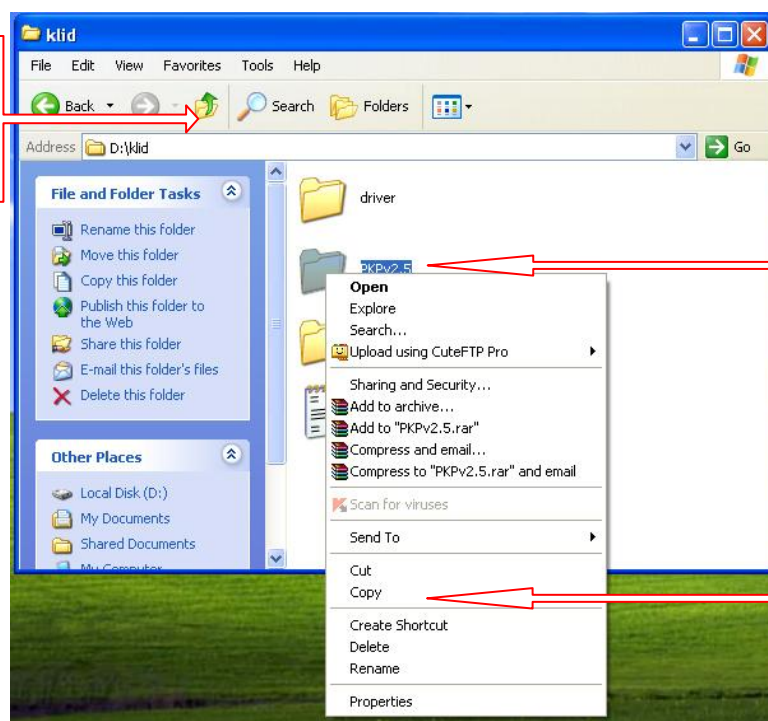 klid
File Edit View Favorites Tools Help
Back Search Folders
Address D:\klid Go
File and Folder Tasks
Rename this folder
Move this folder
Copy this folder
Publish this folder to
the Web
Share this folder
E-mail this folder's files
Delete this folder
Other Places
Local Disk (D:)
My Documents
Shared Documents
My Computer
driver
PKPv2.5
Open
Explore
Search...
Upload using CuteFTP Pro
Sharing and Security...
Add to archive...
Add to "PKPv2.5.rar"
Compress and email...
Compress to "PKPv2.5.rar" and email
Scan for viruses
Send To
Cut
Copy
Create Shortcut
Delete
Rename
Properties